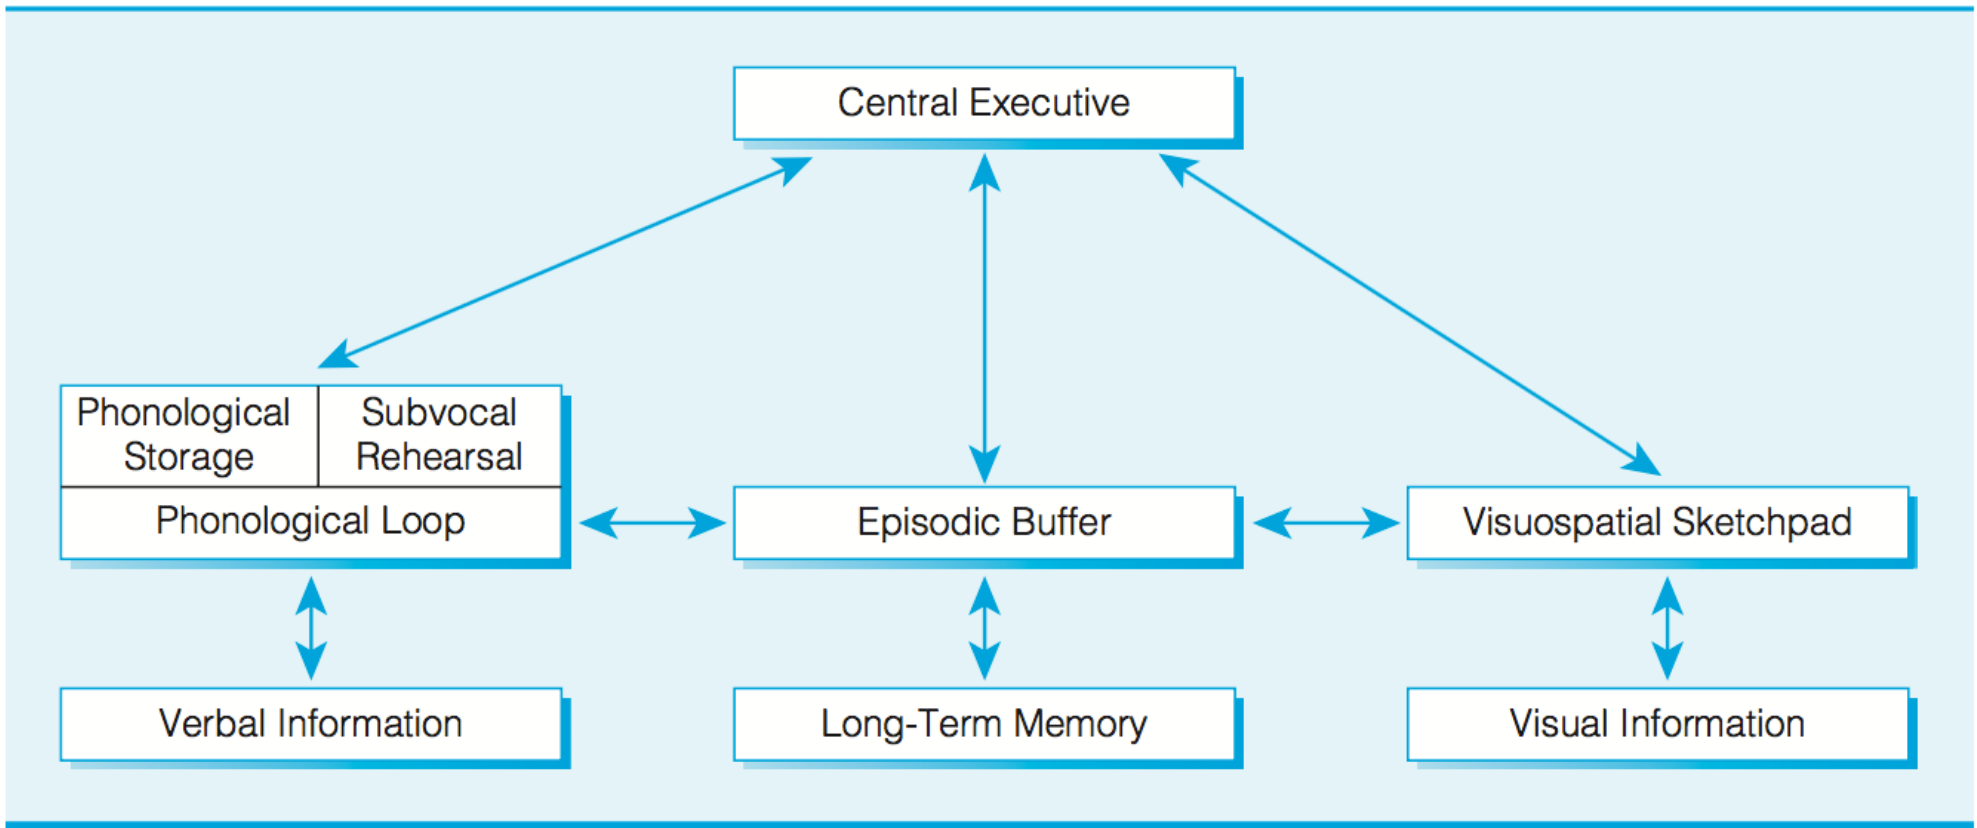 Central Executive
Phonological
Storage
Subvocal
Rehearsal
Phonological Loop
Episodic Buffer
Visuospatial Sketchpad
Verbal Information
Long-Term Memory
Visual Information